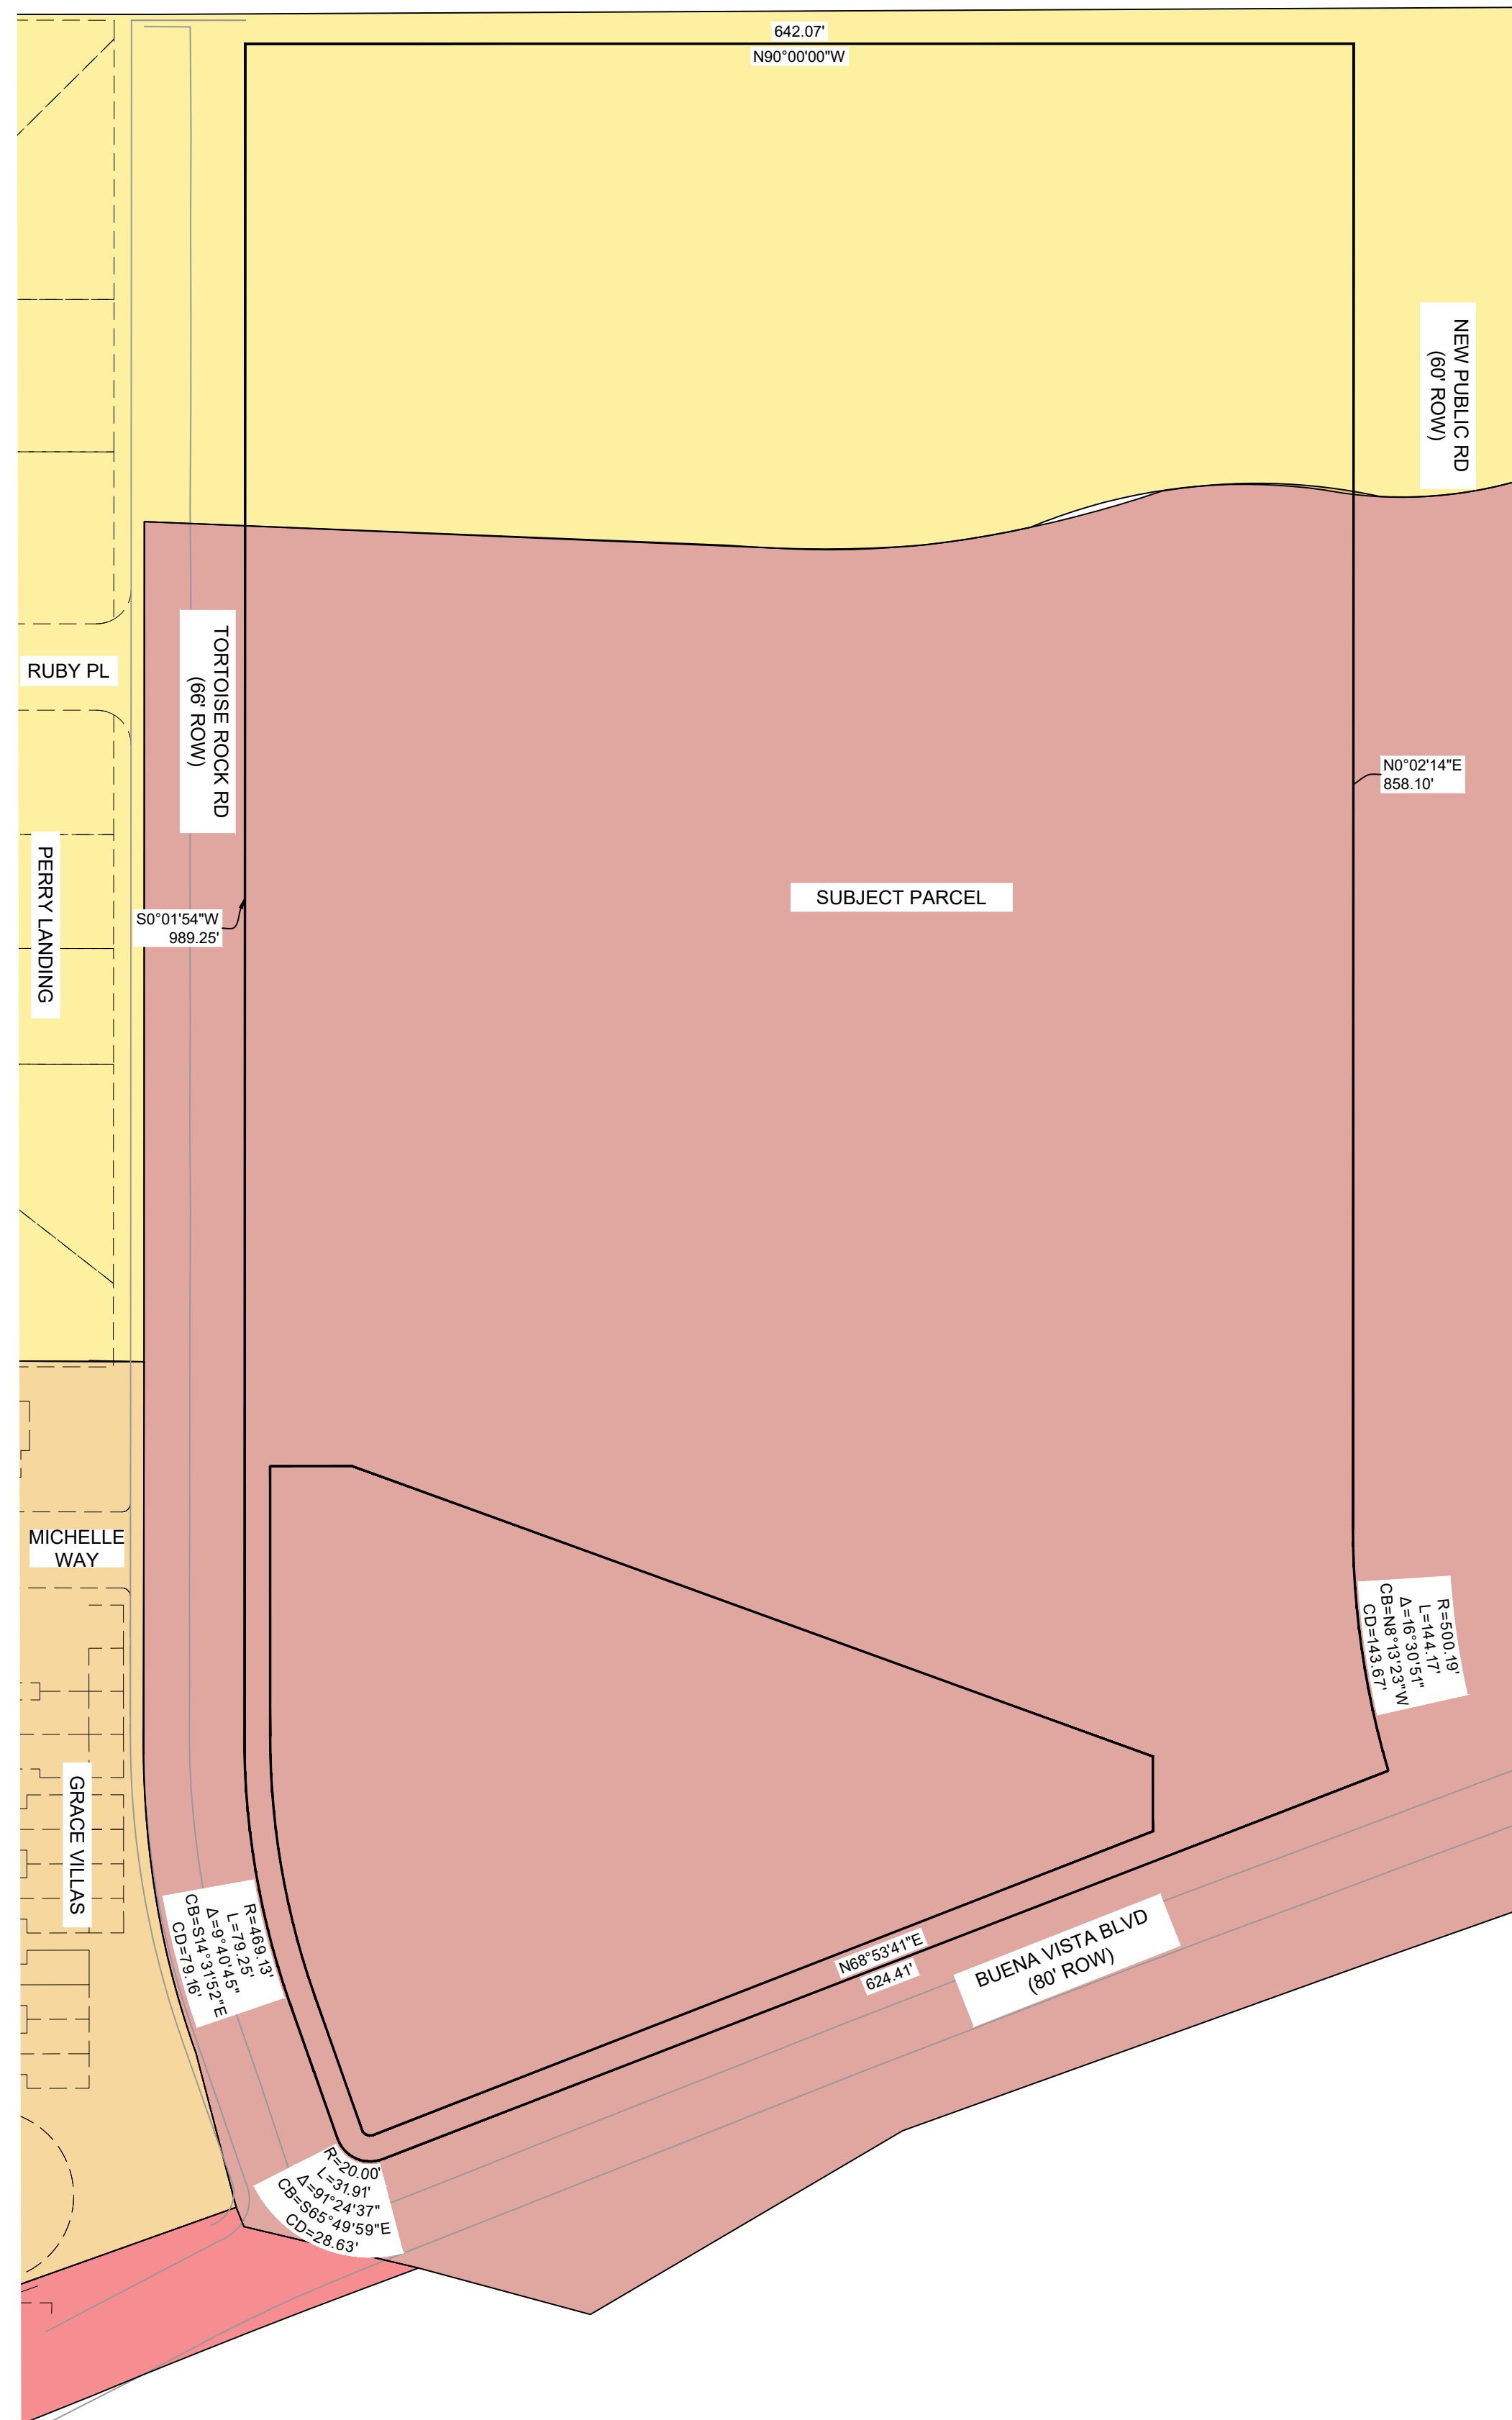 642.07'
N90°00'00"W
NEW PUBLIC RD
(60' ROW)
TORTOISE ROCK RD
(66' ROW)
RUBY PL
N0°02'14"E
858.10'
PERRY LANDING
SUBJECT PARCEL
S0°01'54"W
989.25'
MICHELLE
WAY
R=500.19'
L=144.17'
Δ=16°30'51"
CB=N8°13'23"W
CD=143.67'
GRACE VILLAS
R=469.13'
L=79.25'
Δ=9°40'45"
CB=S14°31'52"E
CD=79.16'
N68°53'41"E
624.41'
BUENA VISTA BLVD
(80' ROW)
R=20.00'
L=31.91'
Δ=91°24'37"
CB=S65°49'59"E
CD=28.63'